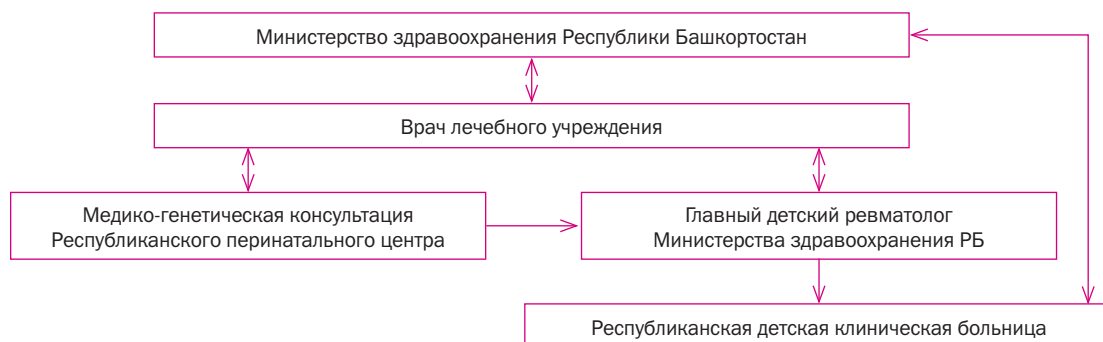 Министерство здравоохранения Республики Башкортостан
Врач лечебного учреждения
Медико-генетическая консультация
Республиканского перинатального центра
Главный детский ревматолог
Министерства здравоохранения РБ
Республиканская детская клиническая больница